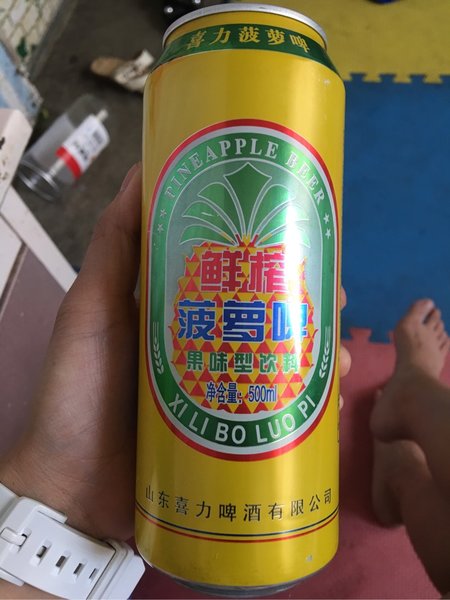 喜力菠萝啤
PINEAPPLE BEER
鲜榨
菠萝啤
果味型饮料
净含量：500ml
XI LI BO LUO PI
山东喜力啤酒有限公司